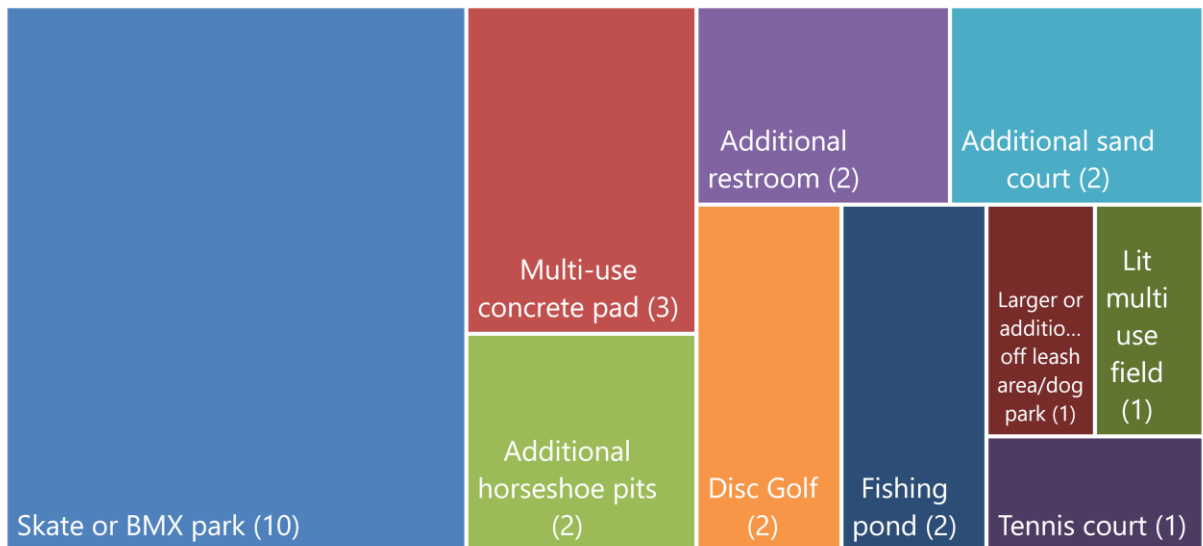 Skate or BMX park (10)
Multi-use
concrete pad (3)
Additional
horseshoe pits
(2)
Additional
restroom (2)
Additional sand
court (2)
Disc Golf
(2)
Fishing
pond (2)
Larger or
additio...
off leash
area/dog
park (1)
Lit
multi
use
field
(1)
Tennis court (1)